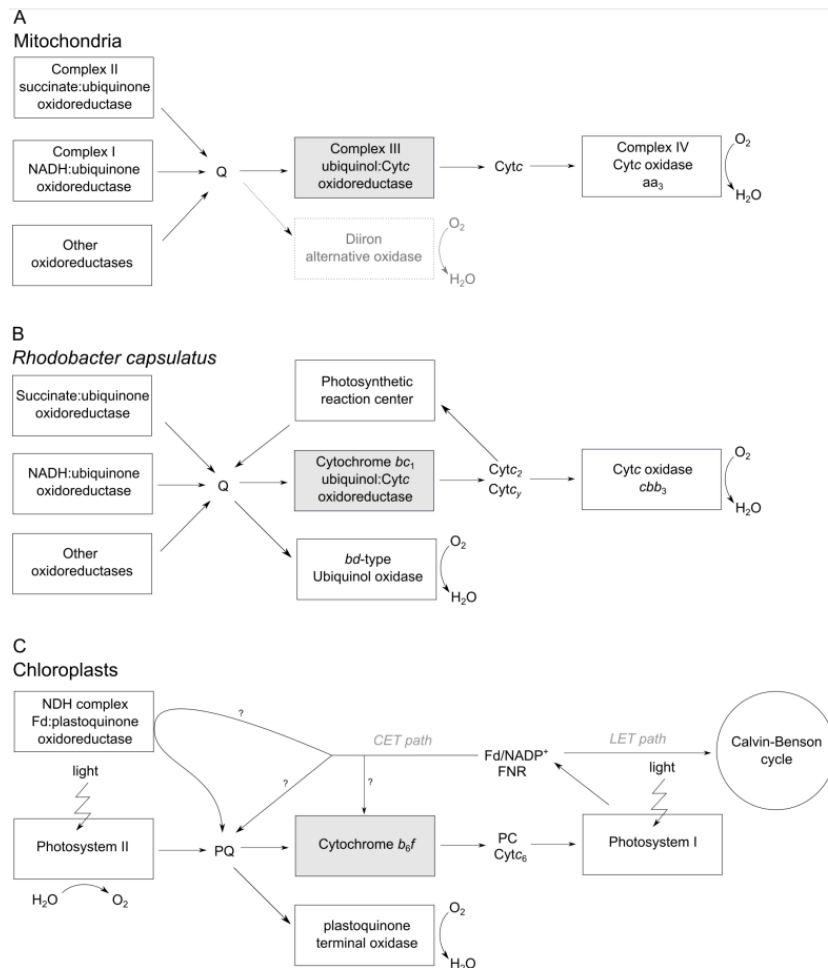 A
Mitochondria
Complex II
succinate:ubiquinone
oxidoreductase
Complex I
NADH:ubiquinone
oxidoreductase
Other
oxidoreductases
Q
Complex III
ubiquinol:Cytc
oxidoreductase
Cytc
Complex IV
Cytc oxidase
aa₃
O₂
H₂O
Diiron
alternative oxidase
O₂
H₂O
B
Rhodobacter capsulatus
Succinate:ubiquinone
oxidoreductase
NADH:ubiquinone
oxidoreductase
Other
oxidoreductases
Q
Photosynthetic
reaction center
Cytochrome bc₁
ubiquinol:Cytc
oxidoreductase
Cytc₂
Cytcᵧ
Cytc oxidase
cbb₃
O₂
H₂O
bd-type
Ubiquinol oxidase
O₂
H₂O
C
Chloroplasts
NDH complex
Fd:plastoquinone
oxidoreductase
?
?
?
CET path
Fd/NADP⁺
FNR
LET path
Calvin-Benson
cycle
light
Photosystem II
H₂O
O₂
PQ
Cytochrome b₆f
PC
Cytc₆
light
Photosystem I
plastoquinone
terminal oxidase
O₂
H₂O